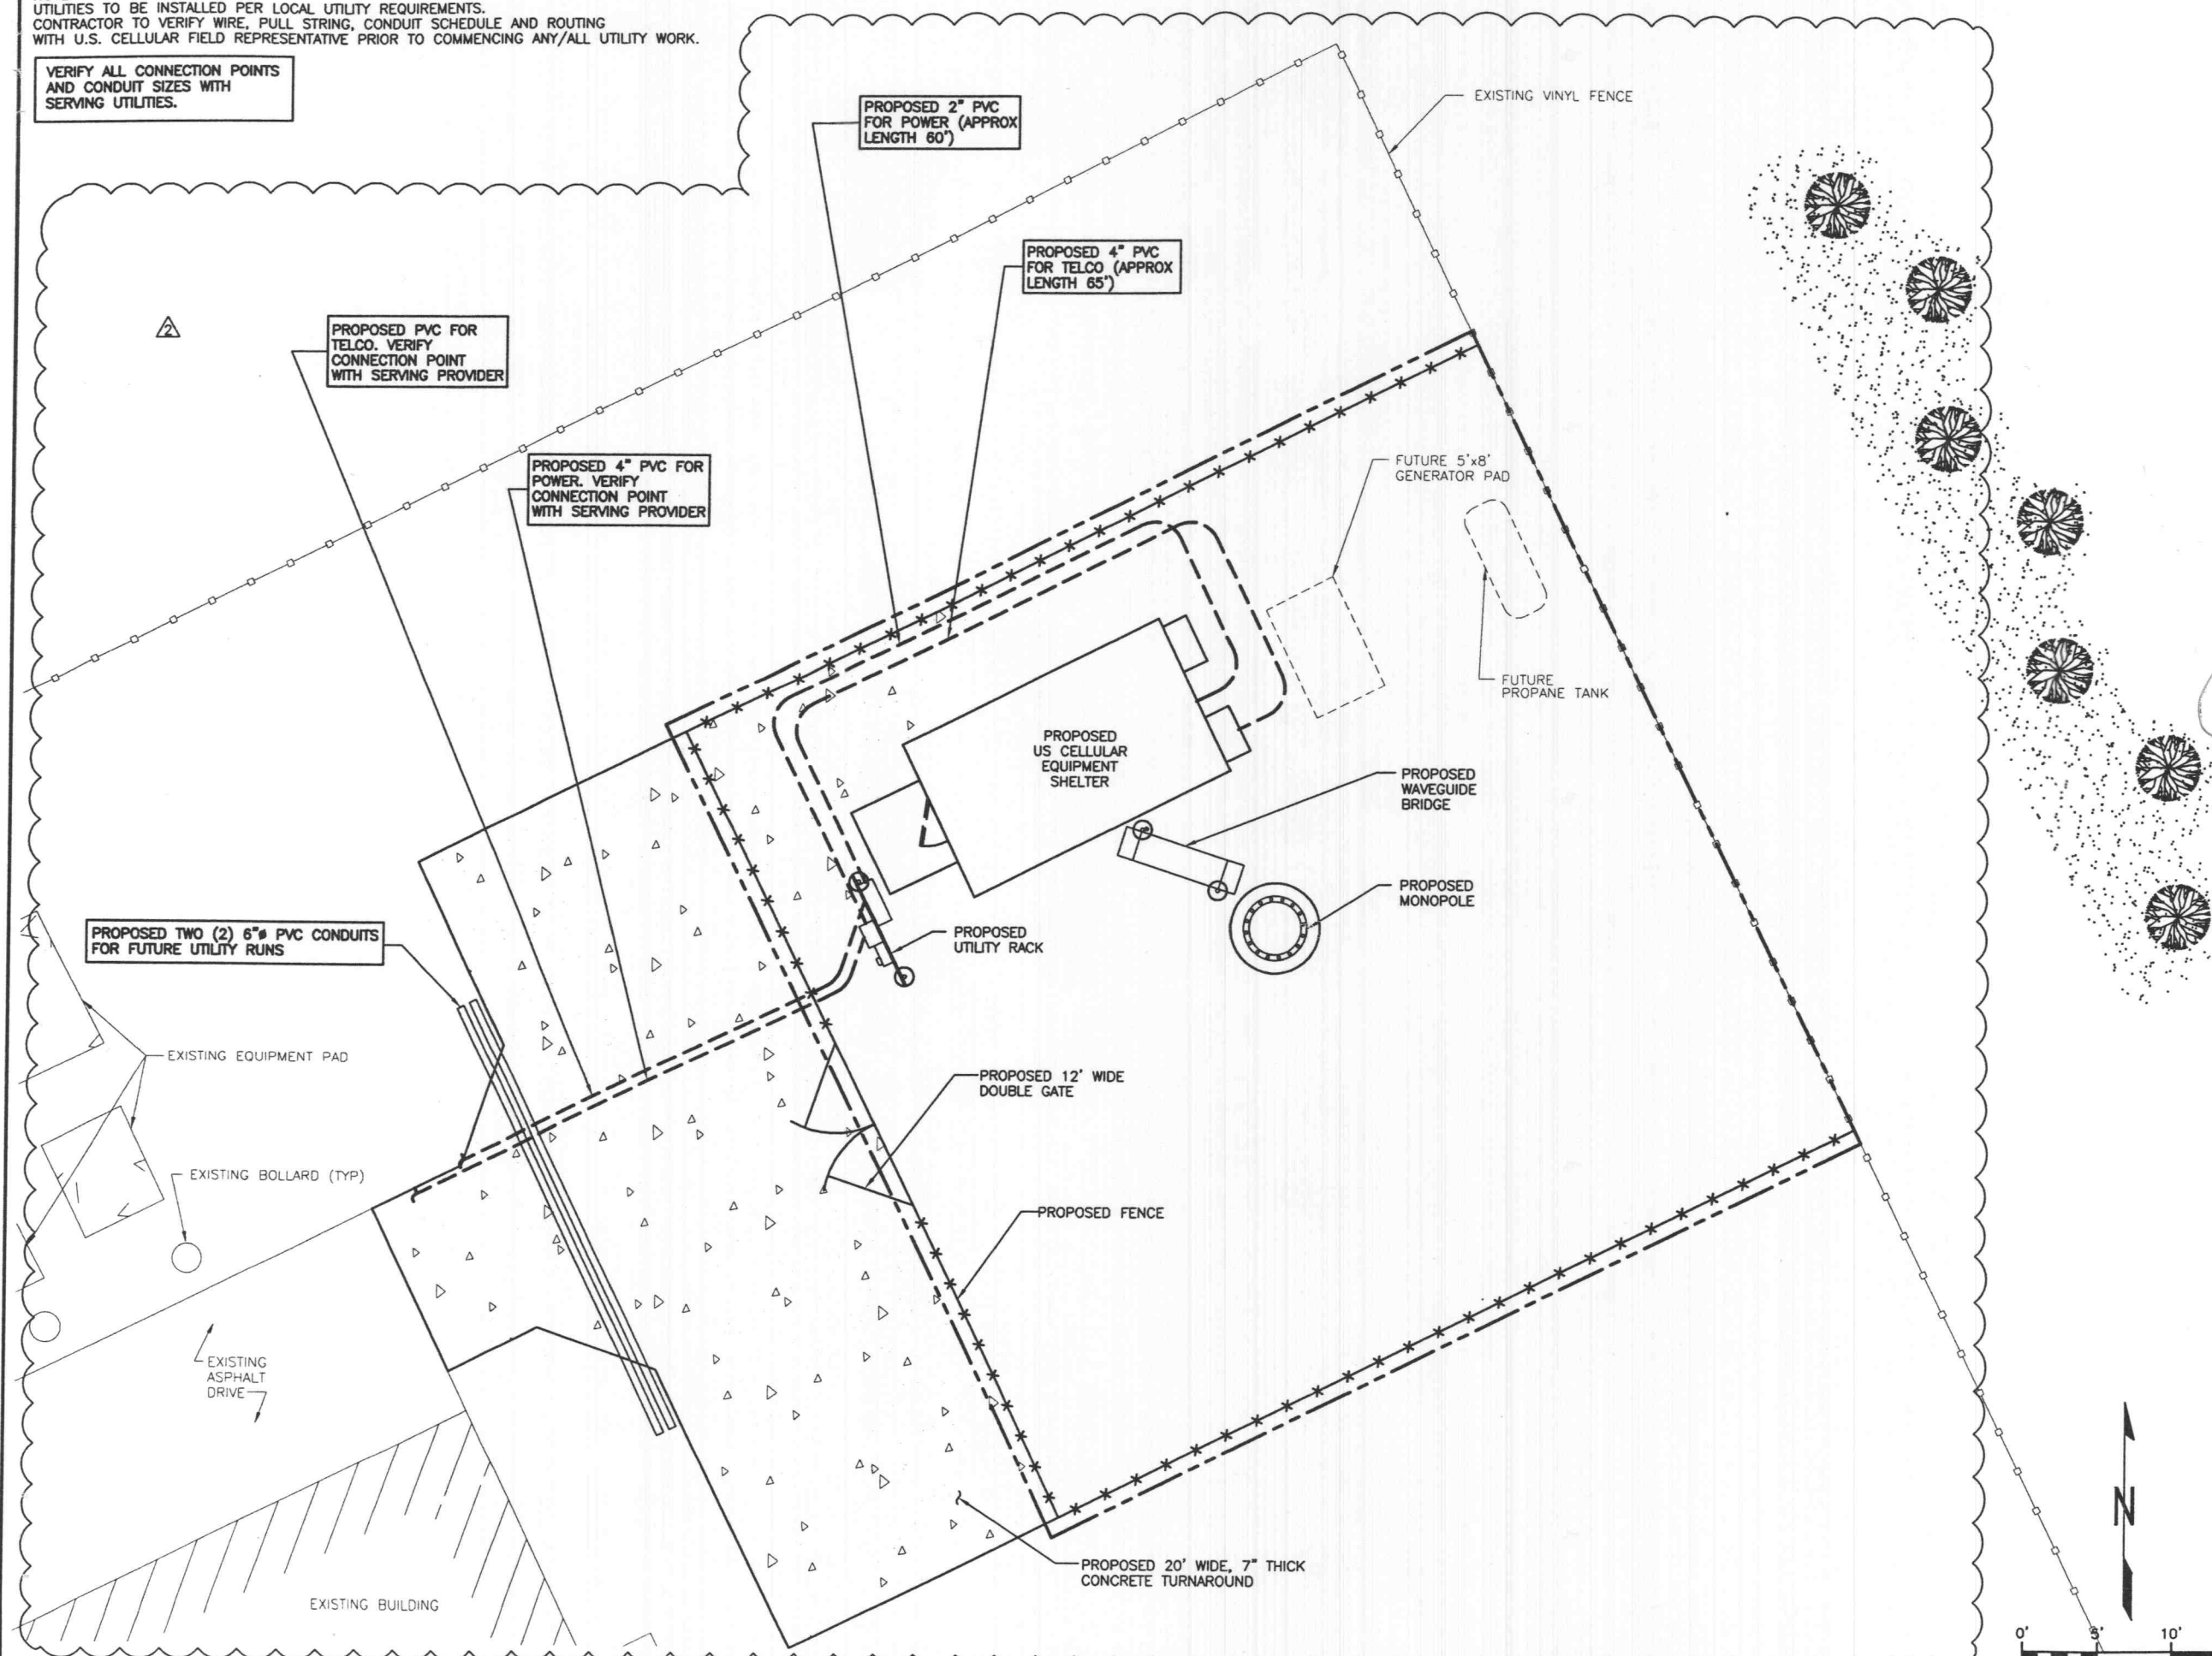 UTILITIES TO BE INSTALLED PER LOCAL UTILITY REQUIREMENTS.
CONTRACTOR TO VERIFY WIRE, PULL STRING, CONDUIT SCHEDULE AND ROUTING
WITH U.S. CELLULAR FIELD REPRESENTATIVE PRIOR TO COMMENCING ANY/ALL UTILITY WORK.
VERIFY ALL CONNECTION POINTS
AND CONDUIT SIZES WITH
SERVING UTILITIES.
PROPOSED 2" PVC
FOR POWER (APPROX
LENGTH 60')
EXISTING VINYL FENCE
PROPOSED 4" PVC
FOR TELCO (APPROX
LENGTH 65')
2
PROPOSED PVC FOR
TELCO. VERIFY
CONNECTION POINT
WITH SERVING PROVIDER
PROPOSED 4" PVC FOR
POWER. VERIFY
CONNECTION POINT
WITH SERVING PROVIDER
FUTURE 5'x8'
GENERATOR PAD
FUTURE
PROPANE TANK
PROPOSED
US CELLULAR
EQUIPMENT
SHELTER
PROPOSED
WAVEGUIDE
BRIDGE
PROPOSED
MONOPOLE
PROPOSED
UTILITY RACK
PROPOSED TWO (2) 6"ø PVC CONDUITS
FOR FUTURE UTILITY RUNS
EXISTING EQUIPMENT PAD
PROPOSED 12' WIDE
DOUBLE GATE
EXISTING BOLLARD (TYP)
PROPOSED FENCE
EXISTING
ASPHALT
DRIVE
PROPOSED 20' WIDE, 7" THICK
CONCRETE TURNAROUND
EXISTING BUILDING
N
0' 5' 10'